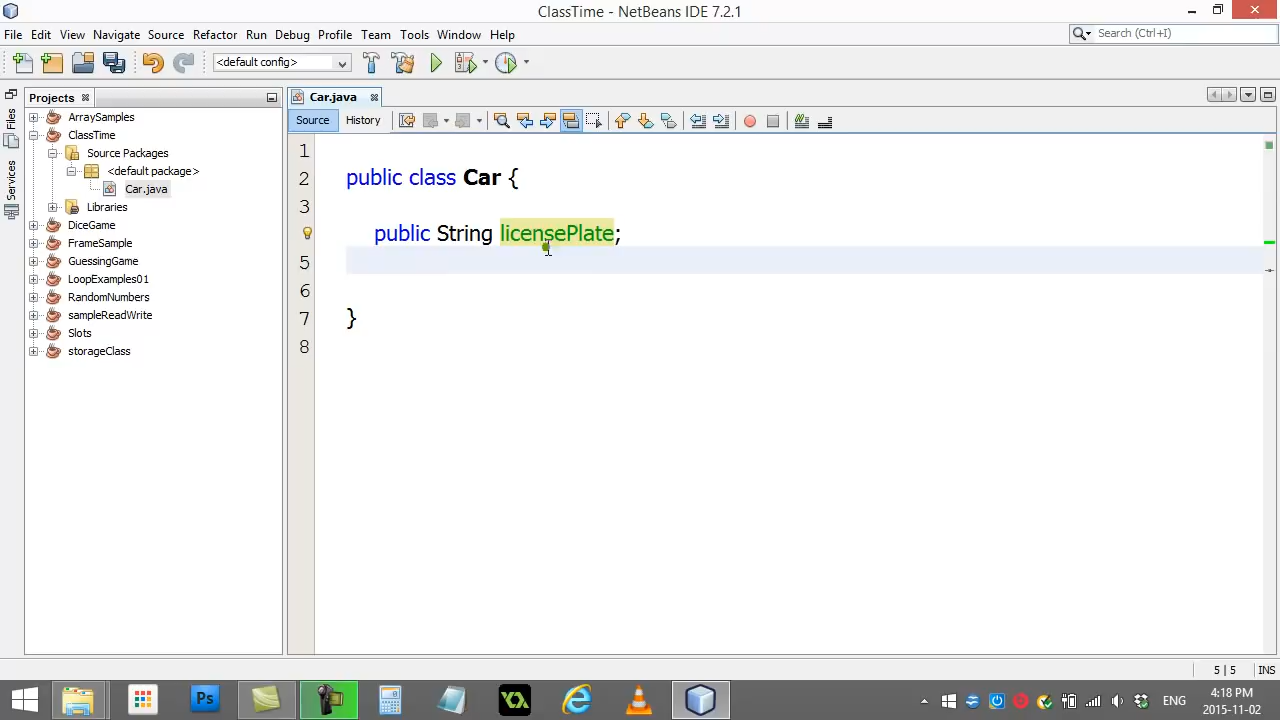 ClassTime - NetBeans IDE 7.2.1
File Edit View Navigate Source Refactor Run Debug Profile Team Tools Window Help
Search (Ctrl+I)
<default config>
Files
Services
Projects
ArraySamples
ClassTime
Source Packages
<default package>
Car.java
Libraries
DiceGame
FrameSample
GuessingGame
LoopExamples01
RandomNumbers
sampleReadWrite
Slots
storageClass
Car.java
Source History
1
2 public class Car {
3
4 public String licensePlate;
5
6
7 }
8
5 | 5 INS
Ps
ENG
4:18 PM
2015-11-02